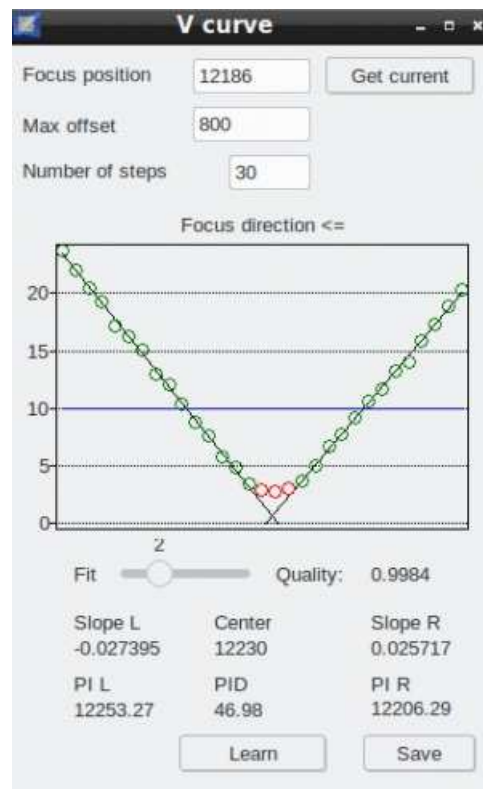 V curve
Focus position 12186 Get current
Max offset 800
Number of steps 30
Focus direction <=
20
15
10
5
0
2
Fit Quality: 0.9984
Slope L Center Slope R
-0.027395 12230 0.025717
PI L PID PI R
12253.27 46.98 12206.29
Learn Save